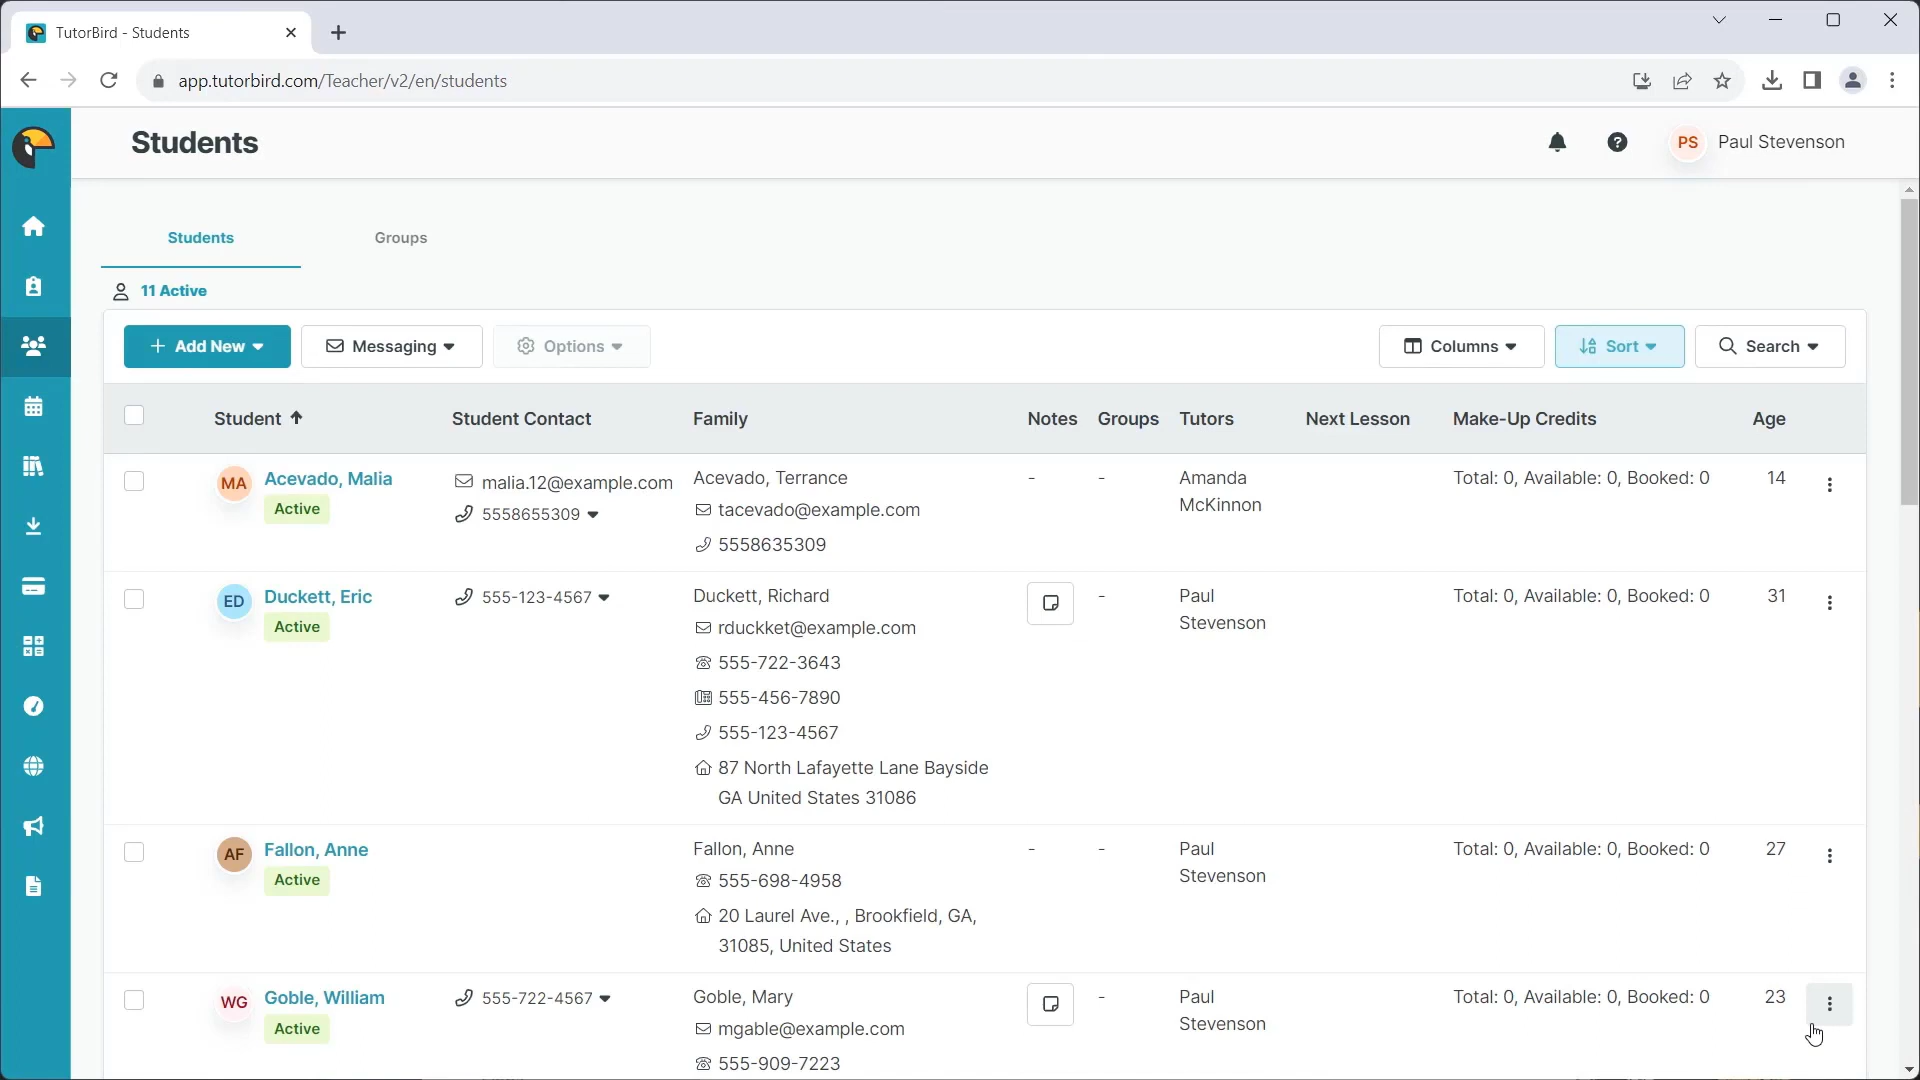 TutorBird - Students
app.tutorbird.com/Teacher/v2/en/students
Students
PS Paul Stevenson
Students Groups
11 Active
+ Add New Messaging Options Columns Sort Search
Student Student Contact Family Notes Groups Tutors Next Lesson Make-Up Credits Age
MA Acevado, Malia
Active
malia.12@example.com
5558655309
Acevado, Terrance
tacevado@example.com
5558635309
- -
Amanda
McKinnon
Total: 0, Available: 0, Booked: 0
14
ED Duckett, Eric
Active
555-123-4567
Duckett, Richard
rduckket@example.com
555-722-3643
555-456-7890
555-123-4567
87 North Lafayette Lane Bayside
GA United States 31086
-
Paul
Stevenson
Total: 0, Available: 0, Booked: 0
31
AF Fallon, Anne
Active
Fallon, Anne
555-698-4958
20 Laurel Ave., , Brookfield, GA,
31085, United States
- -
Paul
Stevenson
Total: 0, Available: 0, Booked: 0
27
WG Goble, William
Active
555-722-4567
Goble, Mary
mgable@example.com
555-909-7223
-
Paul
Stevenson
Total: 0, Available: 0, Booked: 0
23